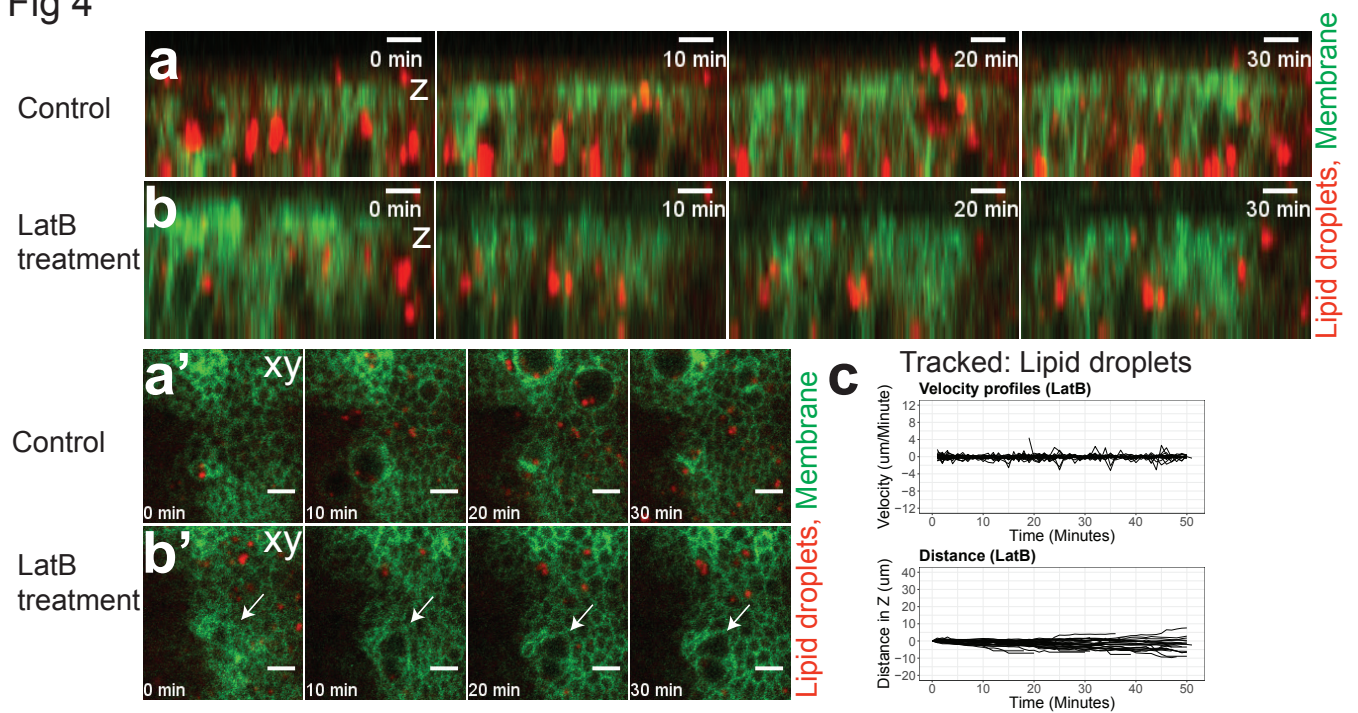 Fig 4
a
0 min
z
10 min
20 min
30 min
Control
b
0 min
z
10 min
20 min
30 min
LatB
treatment
Lipid droplets, Membrane
a’
xy
0 min
10 min
20 min
30 min
Control
b’
xy
0 min
10 min
20 min
30 min
LatB
treatment
Lipid droplets, Membrane
c
Tracked: Lipid droplets
Velocity profiles (LatB)
Velocity (um/Minute)
12
8
4
0
−4
−8
−12
0 10 20 30 40 50
Time (Minutes)
Distance (LatB)
Distance in Z (um)
40
30
20
10
0
−10
−20
0 10 20 30 40 50
Time (Minutes)